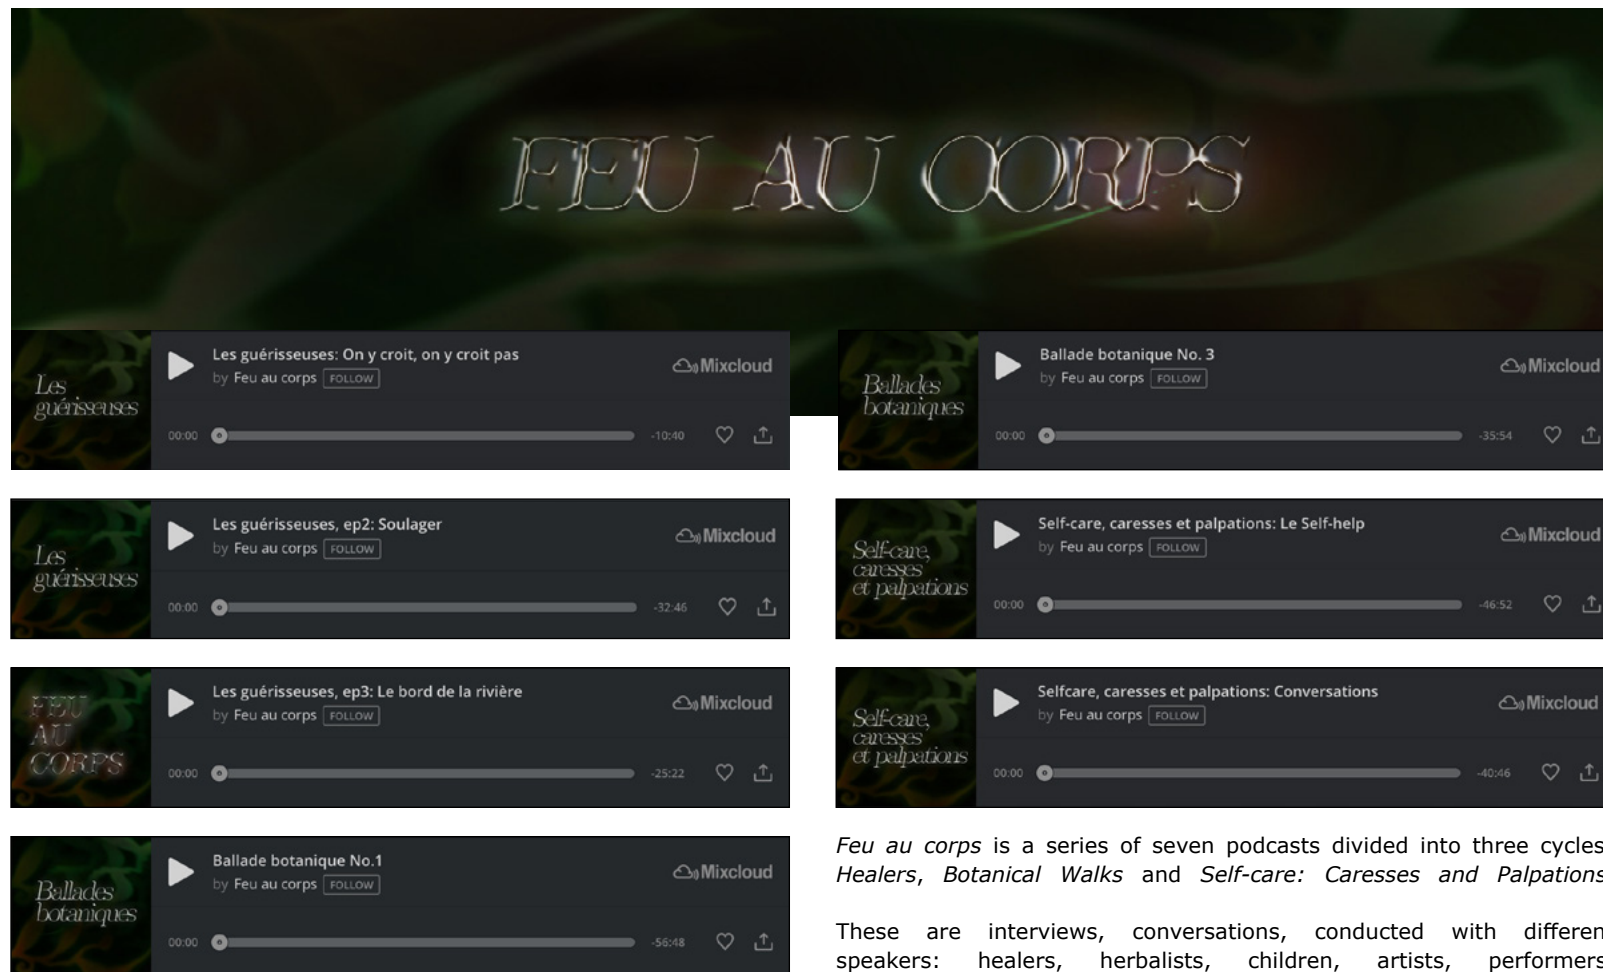 FEU AU CORPS
Les
guérisseuses
Les guérisseuses: On y croit, on y croit pas
by Feu au corps FOLLOW
Mixcloud
00:00
-10:40
Les
guérisseuses
Les guérisseuses, ep2: Soulager
by Feu au corps FOLLOW
Mixcloud
00:00
-32:46
FEU
AU
CORPS
Les guérisseuses, ep3: Le bord de la rivière
by Feu au corps FOLLOW
Mixcloud
00:00
-25:22
Ballades
botaniques
Ballade botanique No.1
by Feu au corps FOLLOW
Mixcloud
00:00
-56:48
Ballades
botaniques
Ballade botanique No. 3
by Feu au corps FOLLOW
Mixcloud
00:00
-35:54
Self-care,
caresses
et palpations
Self-care, caresses et palpations: Le Self-help
by Feu au corps FOLLOW
Mixcloud
00:00
-46:52
Self-care,
caresses
et palpations
Selfcare, caresses et palpations: Conversations
by Feu au corps FOLLOW
Mixcloud
00:00
-40:46
Feu au corps is a series of seven podcasts divided into three cycles
Healers, Botanical Walks and Self-care: Caresses and Palpations
These are interviews, conversations, conducted with differen
speakers: healers, herbalists, children, artists, performers